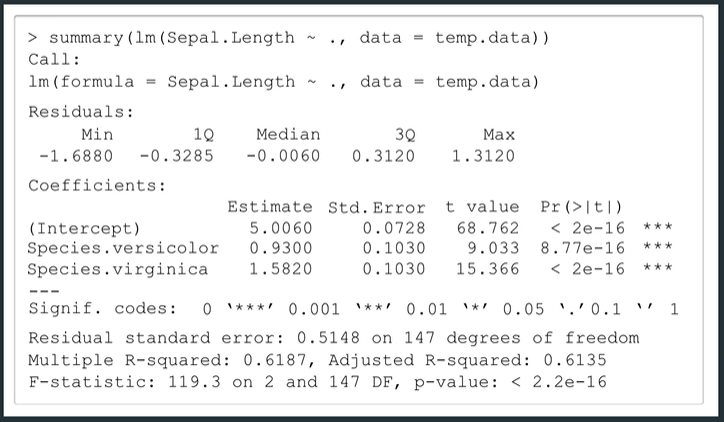 > summary(lm(Sepal.Length ~ ., data = temp.data))
Call:
lm(formula = Sepal.Length ~ ., data = temp.data)
Residuals:
Min 1Q Median 3Q Max
-1.6880 -0.3285 -0.0060 0.3120 1.3120
Coefficients:
Estimate Std.Error t value Pr(>|t|)
(Intercept) 5.0060 0.0728 68.762 < 2e-16 ***
Species.versicolor 0.9300 0.1030 9.033 8.77e-16 ***
Species.virginica 1.5820 0.1030 15.366 < 2e-16 ***
---
Signif. codes: 0 ‘***’ 0.001 ‘**’ 0.01 ‘*’ 0.05 ‘.’ 0.1 ‘’ 1
Residual standard error: 0.5148 on 147 degrees of freedom
Multiple R-squared: 0.6187, Adjusted R-squared: 0.6135
F-statistic: 119.3 on 2 and 147 DF, p-value: < 2.2e-16